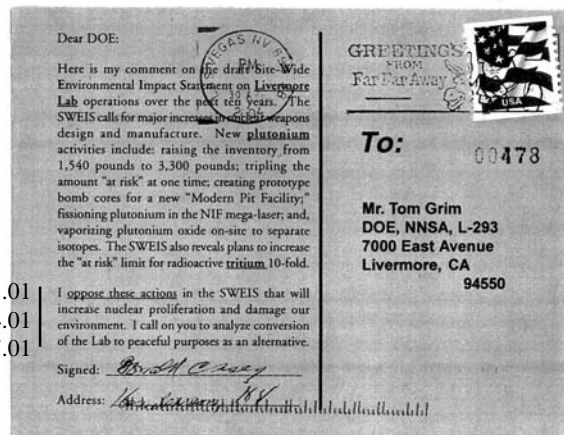 Dear DOE:
Here is my comment on the draft Site-Wide
Environmental Impact Statement on Livermore
Lab operations over the next ten years. The
SWEIS calls for major increases in nuclear weapons
design and manufacture. New plutonium
activities include: raising the inventory from
1,540 pounds to 3,300 pounds; tripling the
amount "at risk" at one time; creating prototype
bomb cores for a new "Modern Pit Facility;"
fissioning plutonium in the NIF mega-laser; and,
vaporizing plutonium oxide on-site to separate
isotopes. The SWEIS also reveals plans to increase
the "at risk" limit for radioactive tritium 10-fold.
.01
.01
.01
I oppose these actions in the SWEIS that will
increase nuclear proliferation and damage our
environment. I call on you to analyze conversion
of the Lab to peaceful purposes as an alternative.
Signed: Casey
Address:
VEGAS NV
PM
GREETINGS
FROM
Far Far Away
USA
To:
00478
Mr. Tom Grim
DOE, NNSA, L-293
7000 East Avenue
Livermore, CA
94550